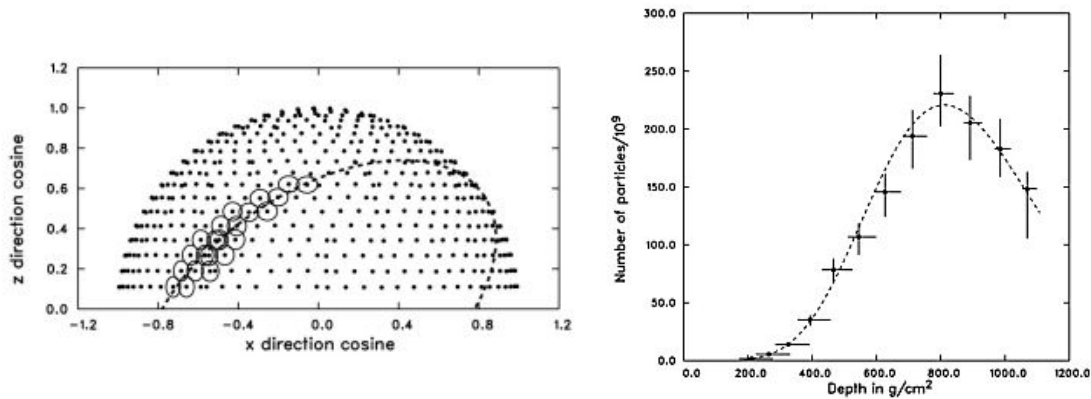 1.2
1.0
0.8
0.6
0.4
0.2
0.0
z direction cosine
−1.2 −0.8 −0.4 0.0 0.4 0.8 1.2
x direction cosine
300.0
250.0
200.0
150.0
100.0
50.0
0.0
Number of particles/10⁹
0.0 200.0 400.0 600.0 800.0 1000.0 1200.0
Depth in g/cm²